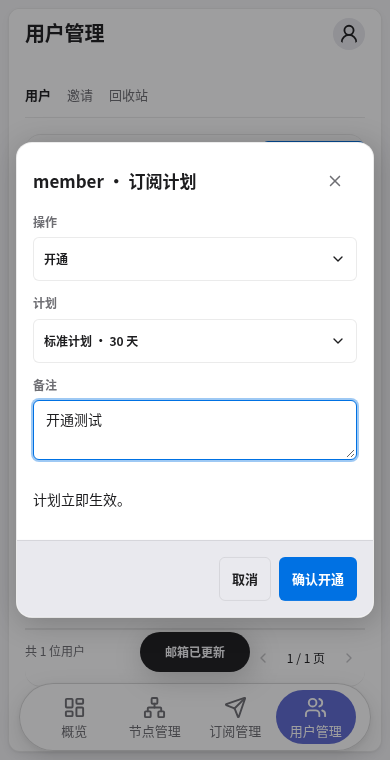 用户管理
用户 邀请 回收站
member · 订阅计划
操作
开通
计划
标准计划 · 30 天
备注
开通测试
计划立即生效。
取消 确认开通
共 1 位用户 邮箱已更新 1 / 1 页
概览 节点管理 订阅管理 用户管理